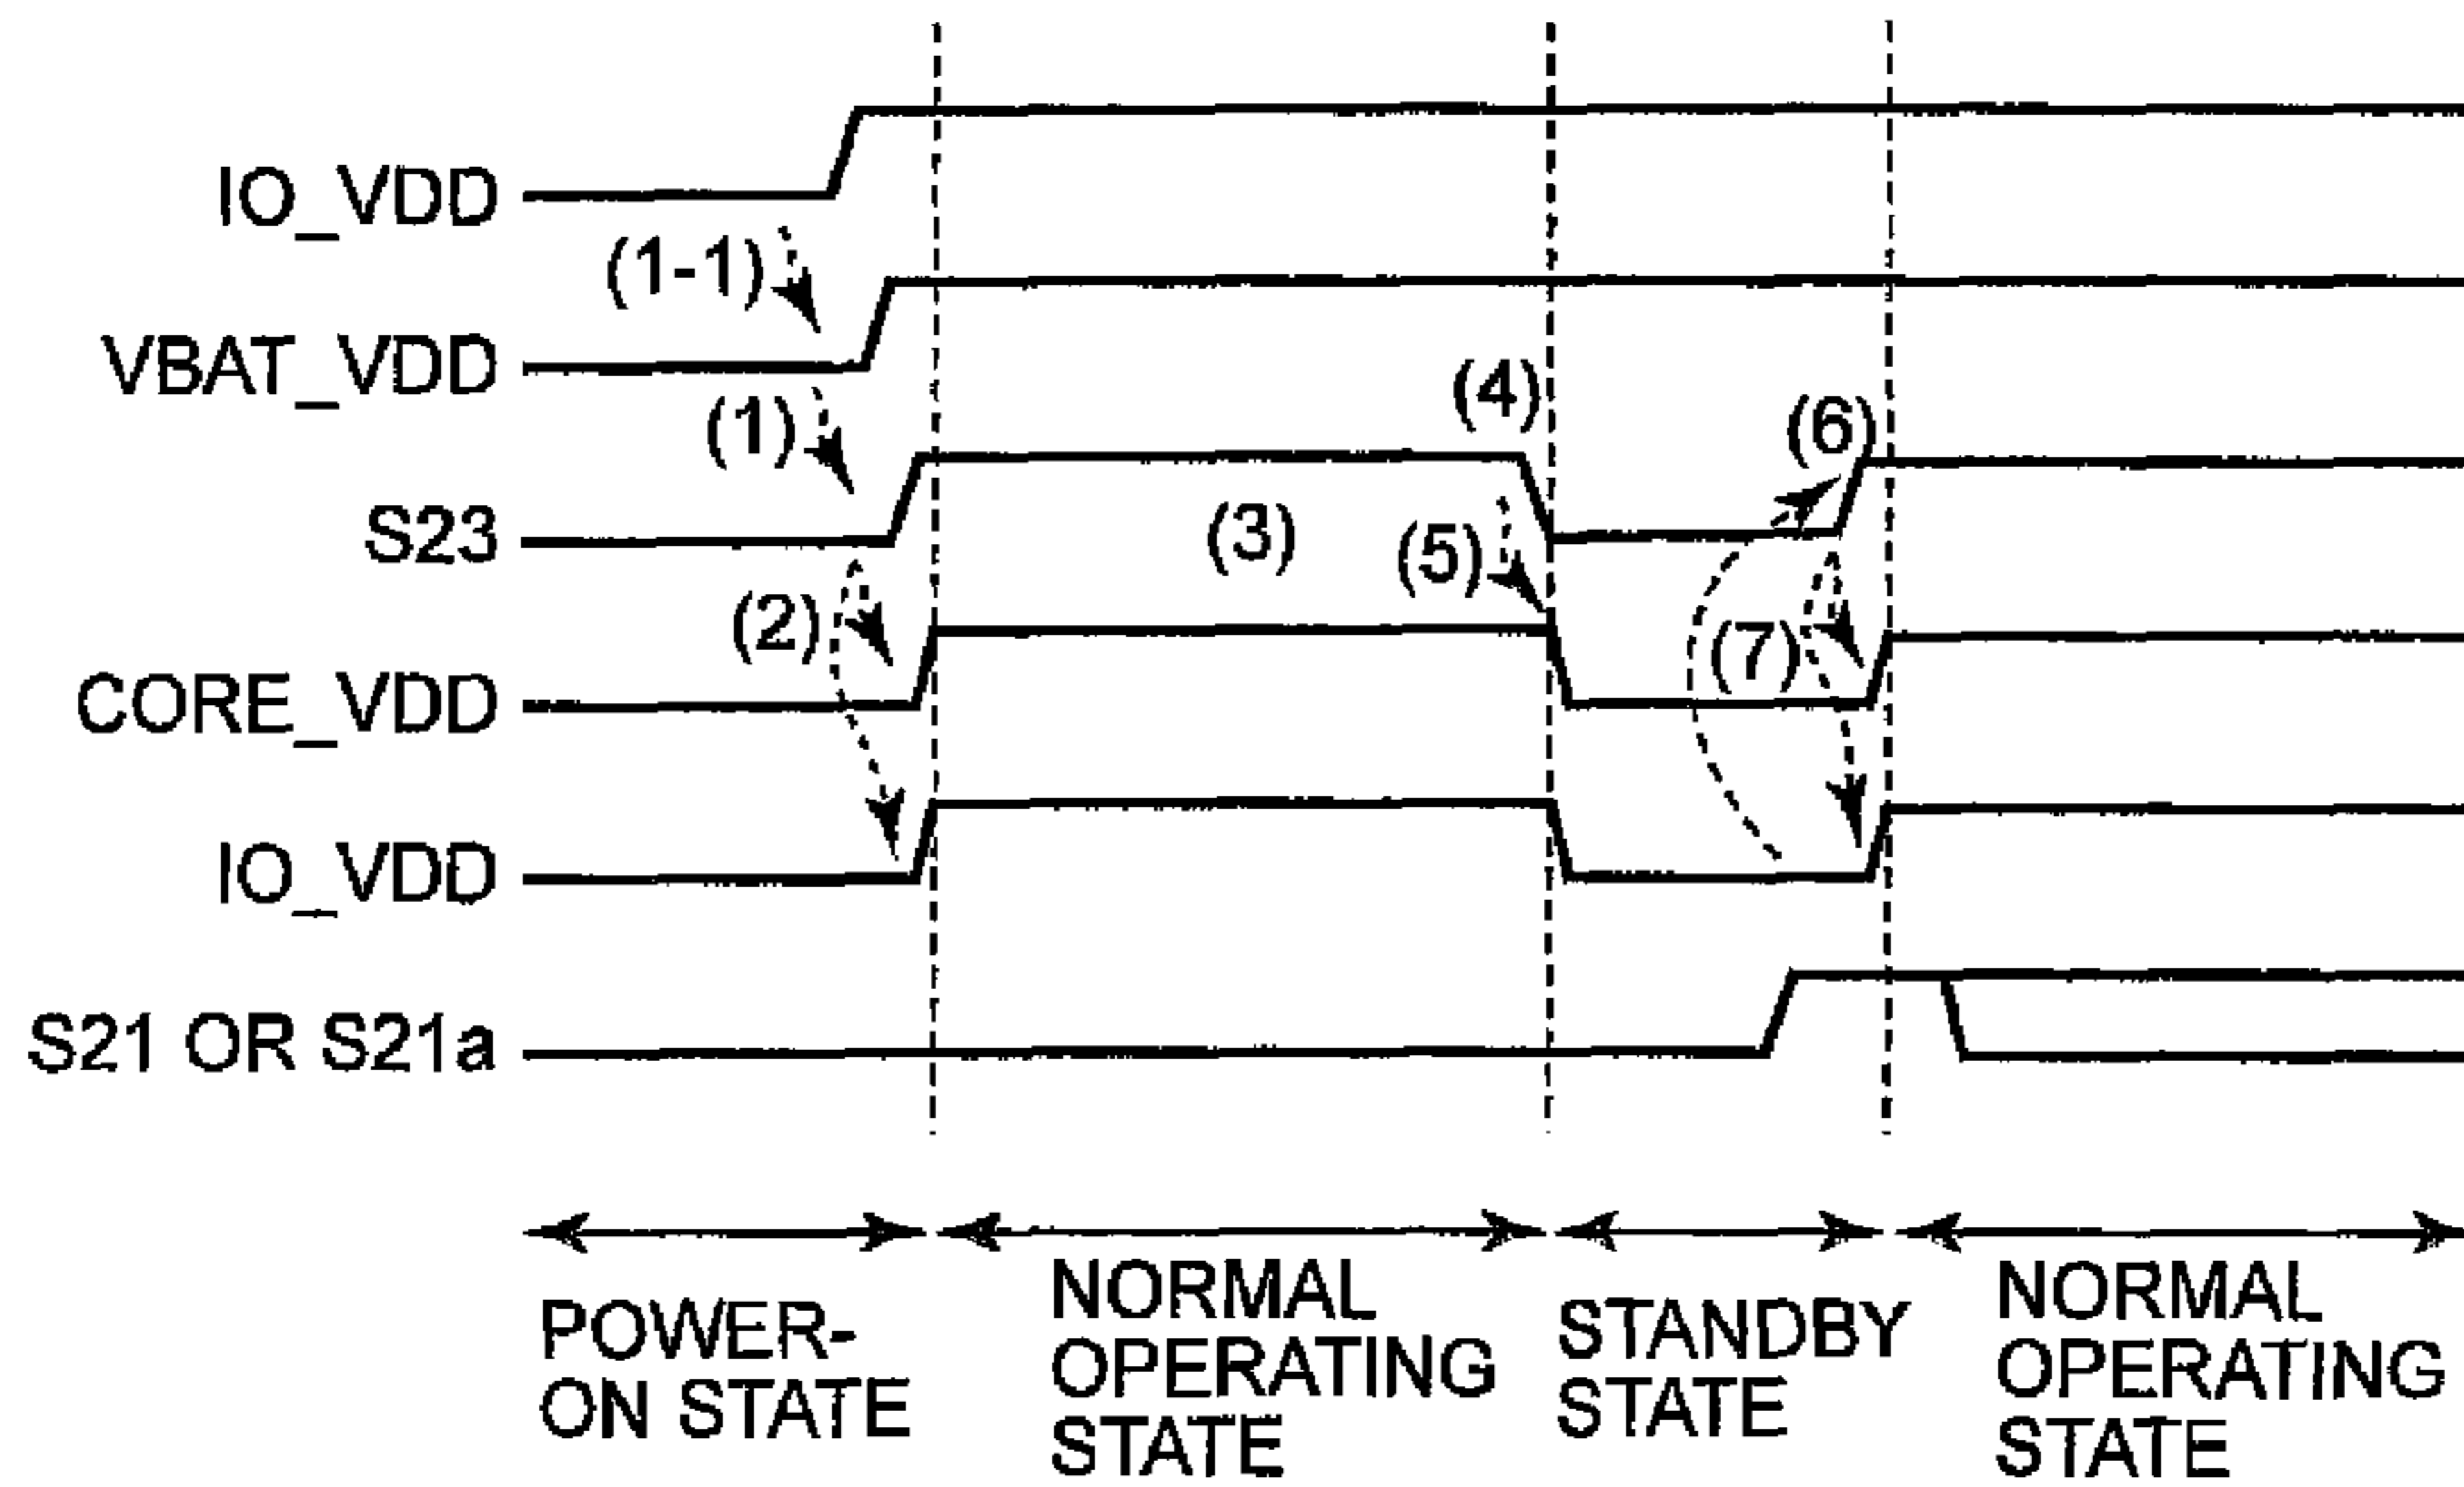 IO_VDD
(1-1)
VBAT_VDD
(1)
(4)
(6)
S23
(3)
(5)
(2)
(7)
CORE_VDD
IO_VDD
S21 OR S21a
POWER-
ON STATE
NORMAL
OPERATING
STATE
STANDBY
STATE
NORMAL
OPERATING
STATE